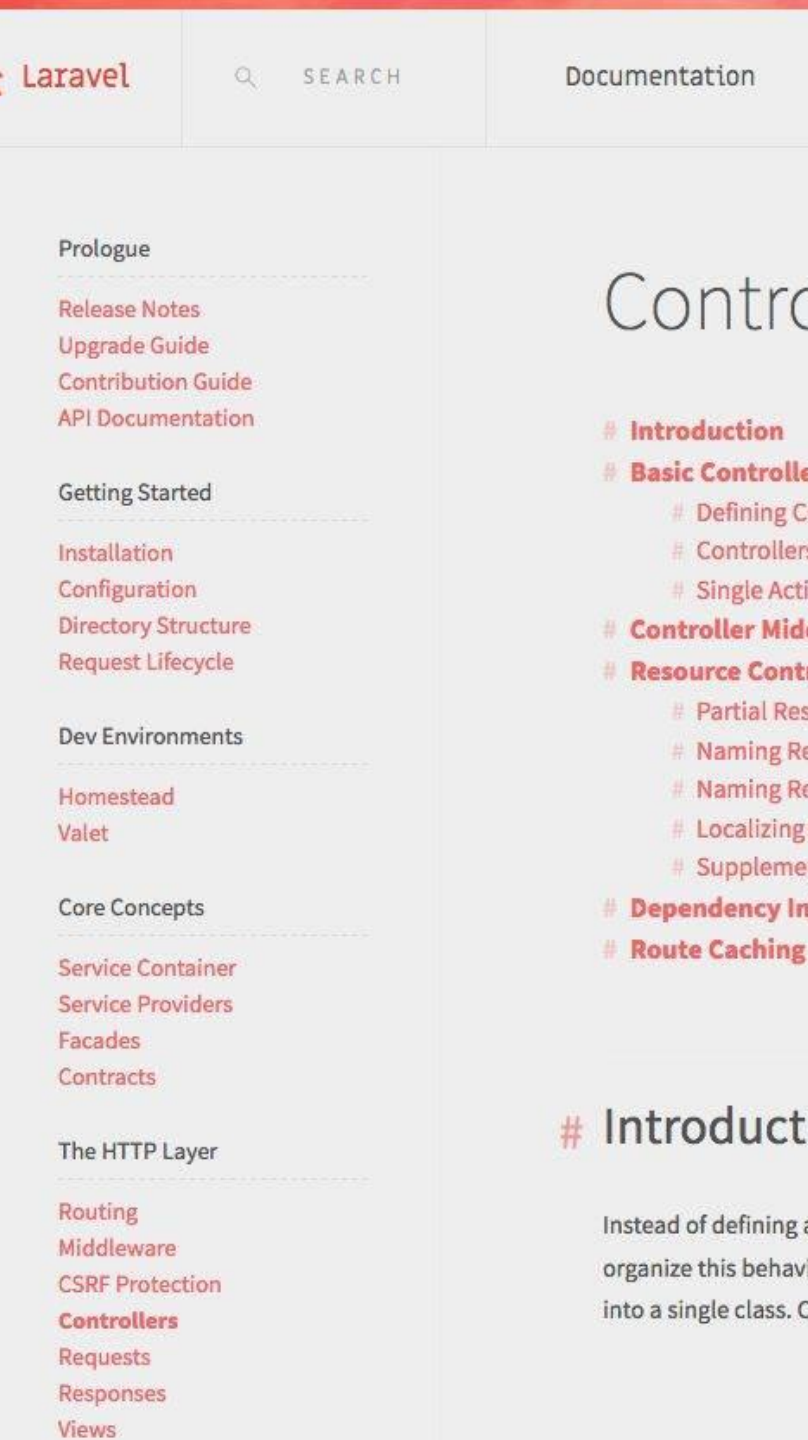 Laravel
SEARCH
Documentation
Prologue
Release Notes
Upgrade Guide
Contribution Guide
API Documentation
Getting Started
Installation
Configuration
Directory Structure
Request Lifecycle
Dev Environments
Homestead
Valet
Core Concepts
Service Container
Service Providers
Facades
Contracts
The HTTP Layer
Routing
Middleware
CSRF Protection
Controllers
Requests
Responses
Views
Contro
# Introduction
# Basic Controlle
# Defining C
# Controllers
# Single Acti
# Controller Midd
# Resource Contr
# Partial Res
# Naming Re
# Naming Re
# Localizing
# Suppleme
# Dependency In
# Route Caching
# Introduct
Instead of defining a
organize this behavi
into a single class. C